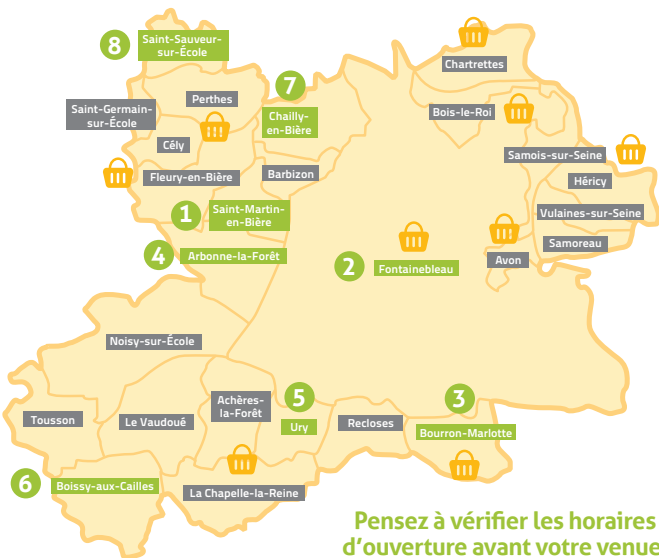 8
Saint-Sauveur-
sur-École
Chartrettes
7
Perthes
Saint-Germain-
sur-École
Chailly-
en-Bière
Bois-le-Roi
Cély
Samois-sur-Seine
Fleury-en-Bière
Barbizon
Héricy
1
Saint-Martin-
en-Bière
Vulaines-sur-Seine
Samoreau
4
Arbonne-la-Forêt
2
Fontainebleau
Avon
Noisy-sur-École
Achères-
la-Forêt
5
Ury
3
Tousson
Le Vaudoué
Recloses
Bourron-Marlotte
6
Boissy-aux-Cailles
La Chapelle-la-Reine
Pensez à vérifier les horaires
d'ouverture avant votre venue